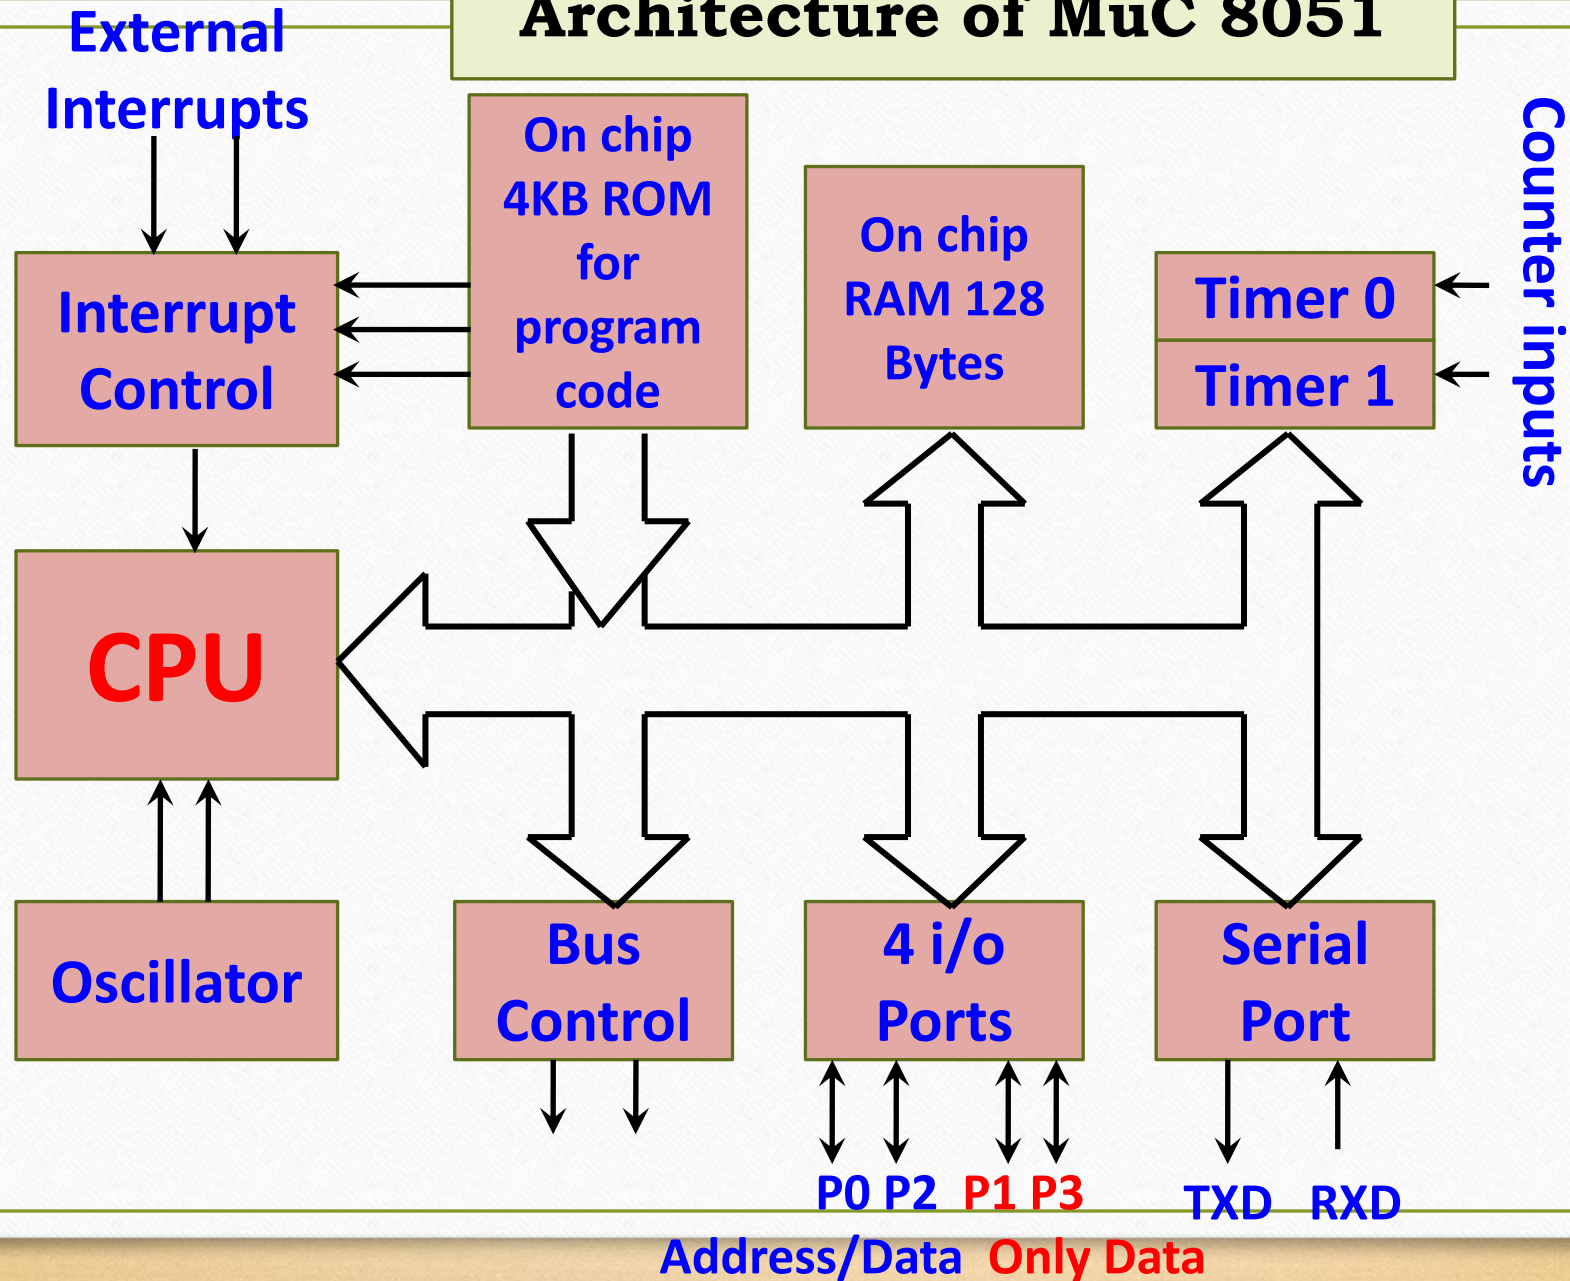 Architecture of MuC 8051
External
Interrupts
On chip
4KB ROM
for
program
code
On chip
RAM 128
Bytes
Timer 0
Timer 1
Counter inputs
Interrupt
Control
CPU
Oscillator
Bus
Control
4 i/o
Ports
Serial
Port
P0 P2 P1 P3
TXD RXD
Address/Data Only Data